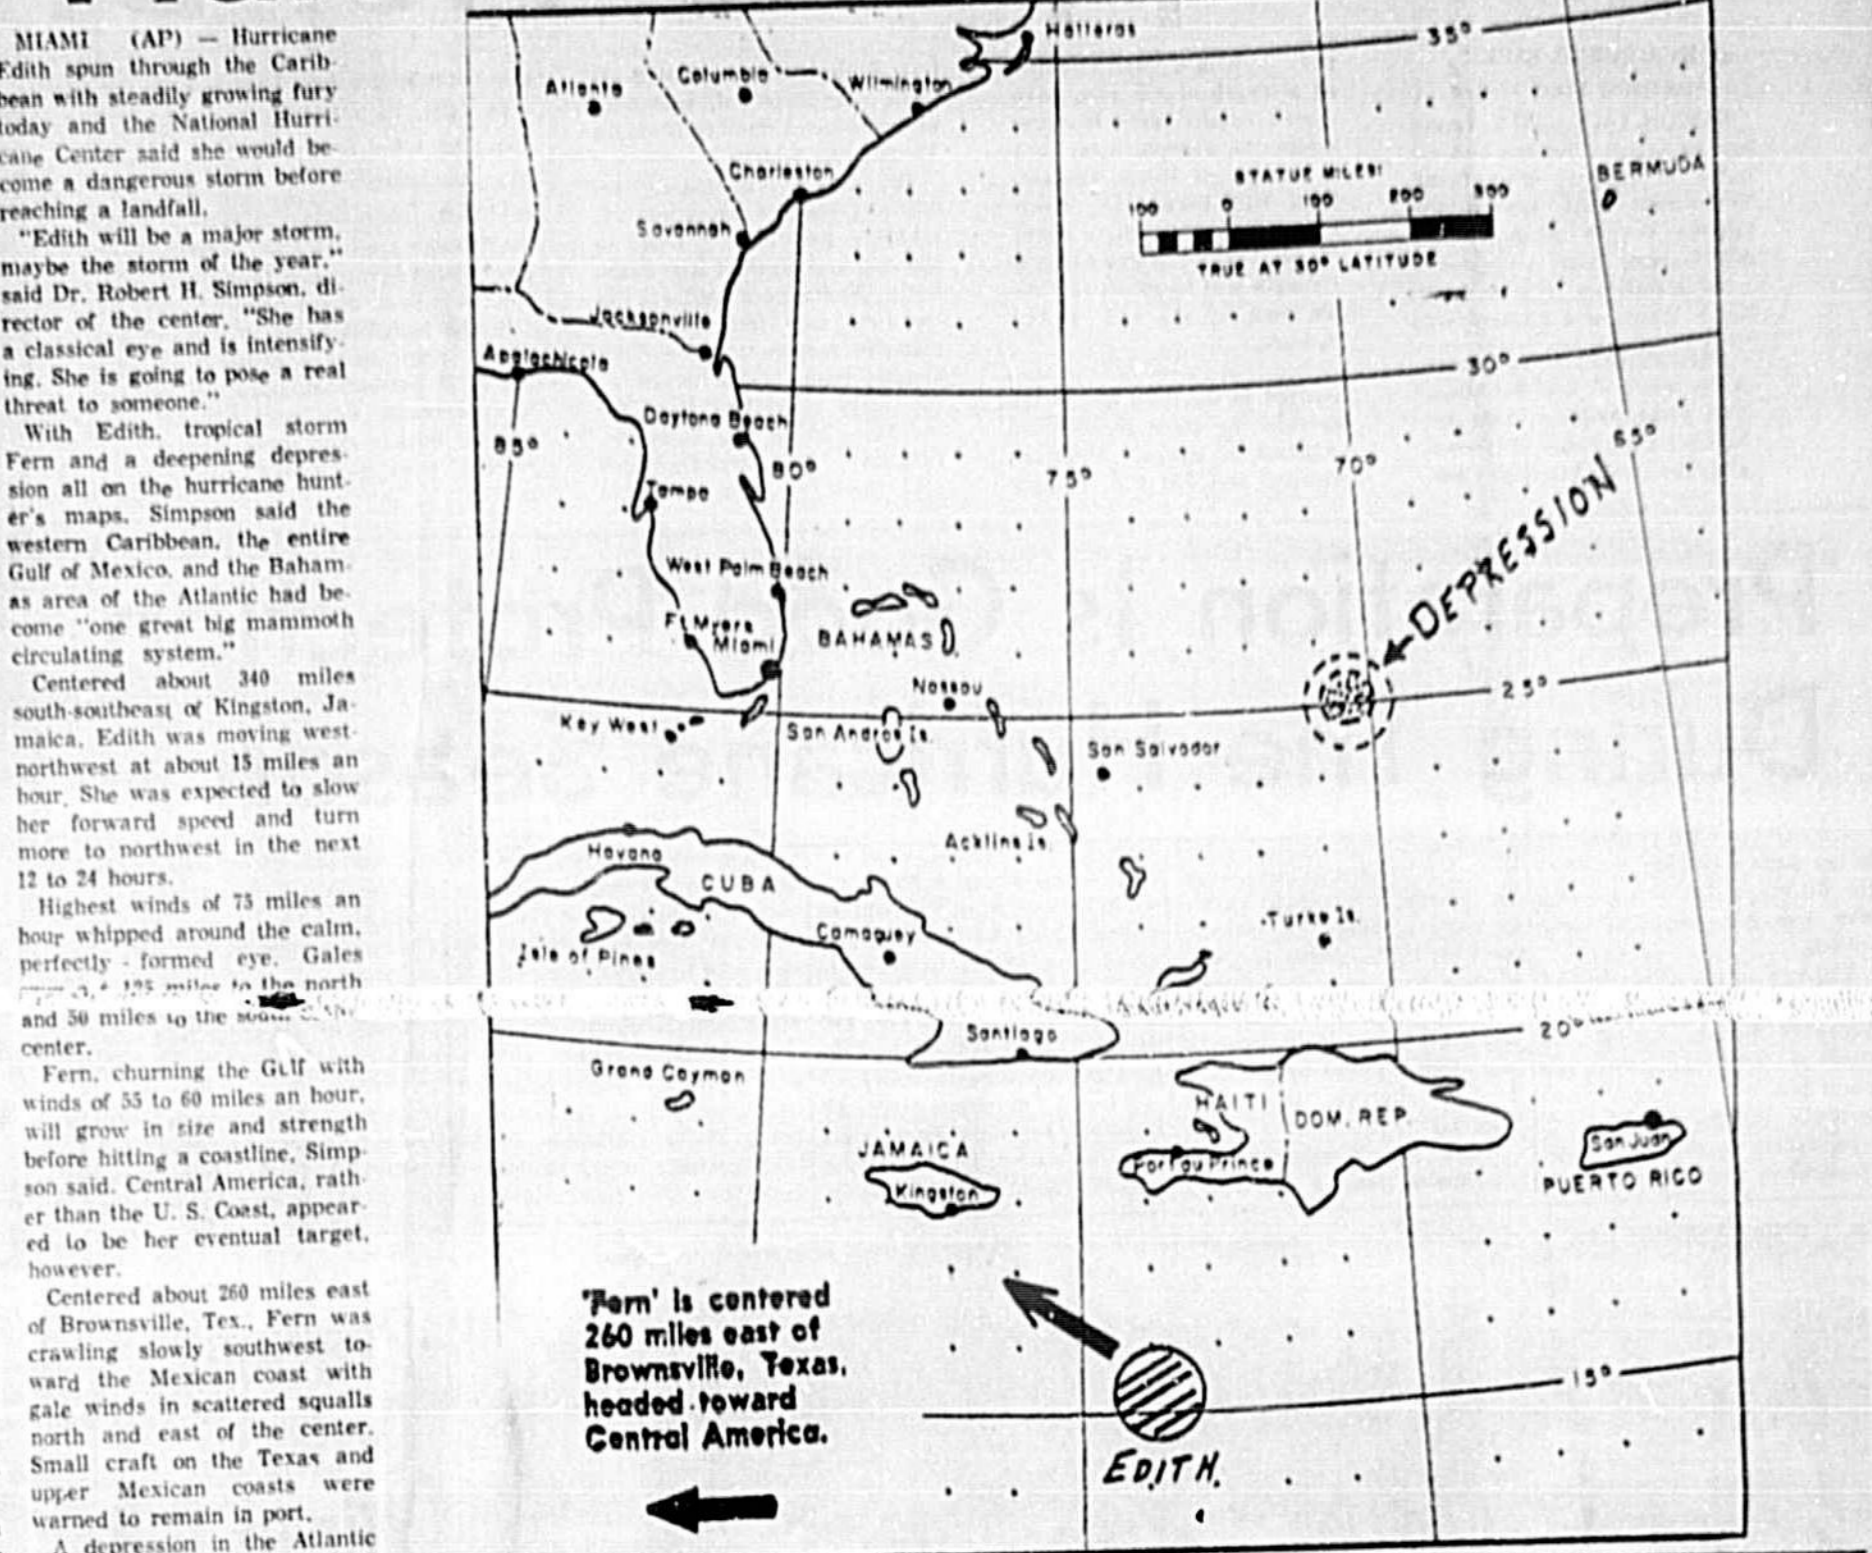 MIAMI (AP) — Hurricane
Edith spun through the Carib-
bean with steadily growing fury
today and the National Hurri-
cane Center said she would be-
come a dangerous storm before
reaching a landfall.
"Edith will be a major storm,
maybe the storm of the year,"
said Dr. Robert H. Simpson, di-
rector of the center. "She has
a classical eye and is intensify-
ing. She is going to pose a real
threat to someone."
With Edith, tropical storm
Fern and a deepening depres-
sion all on the hurricane hunt-
er's maps, Simpson said the
western Caribbean, the entire
Gulf of Mexico, and the Baham-
as area of the Atlantic had be-
come "one great big mammoth
circulating system."
Centered about 340 miles
south-southeast of Kingston, Ja-
maica, Edith was moving west-
northwest at about 15 miles an
hour. She was expected to slow
her forward speed and turn
more to northwest in the next
12 to 24 hours.
Highest winds of 75 miles an
hour whipped around the calm,
perfectly - formed eye. Gales
125 miles to the north
and 50 miles to the south
center.
Fern, churning the Gulf with
winds of 55 to 60 miles an hour,
will grow in size and strength
before hitting a coastline, Simp-
son said. Central America, rath-
er than the U. S. Coast, appear-
ed to be her eventual target,
however.
Centered about 260 miles east
of Brownsville, Tex., Fern was
crawling slowly southwest to-
ward the Mexican coast with
gale winds in scattered squalls
north and east of the center.
Small craft on the Texas and
upper Mexican coasts were
warned to remain in port.
A depression in the Atlantic
Hatteras
35°
Atlanta
Columbia
Wilmington
Charleston
Savannah
STATUE MILES
100 0 100 200 300
TRUE AT 30° LATITUDE
BERMUDA
Jacksonville
Apalachicola
30°
Daytona Beach
85°
80°
75°
70°
65°
Tampa
DEPRESSION
West Palm Beach
Ft. Myers
Miami
BAHAMAS
25°
Nassau
Key West
San Andros Is.
San Salvador
Acklins Is.
Havana
CUBA
Turks Is.
Camaguey
Isle of Pines
Santiago
20°
Grand Cayman
HAITI
DOM. REP.
JAMAICA
Port au Prince
San Juan
Kingston
PUERTO RICO
'Fern' is centered
260 miles east of
Brownsville, Texas,
headed toward
Central America.
15°
EDITH.